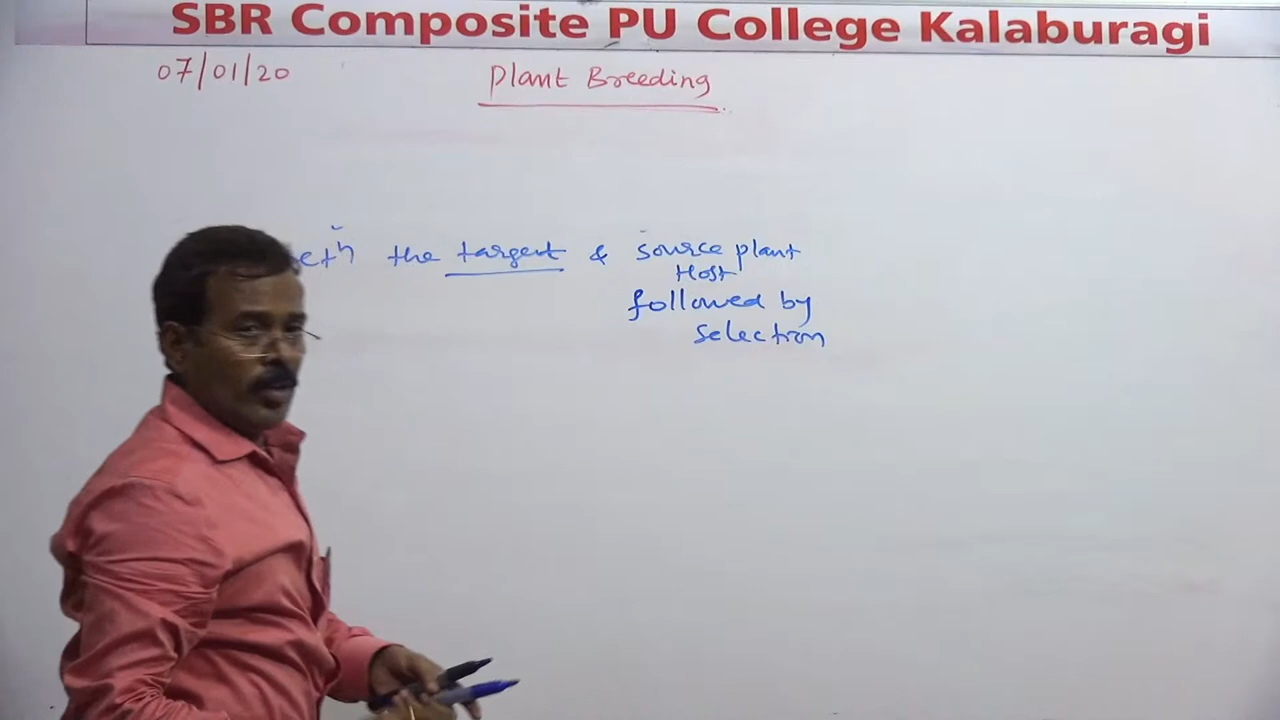 SBR Composite PU College Kalaburagi
07/01/20 Plant Breeding
the target & source plant
Host
followed by
selection